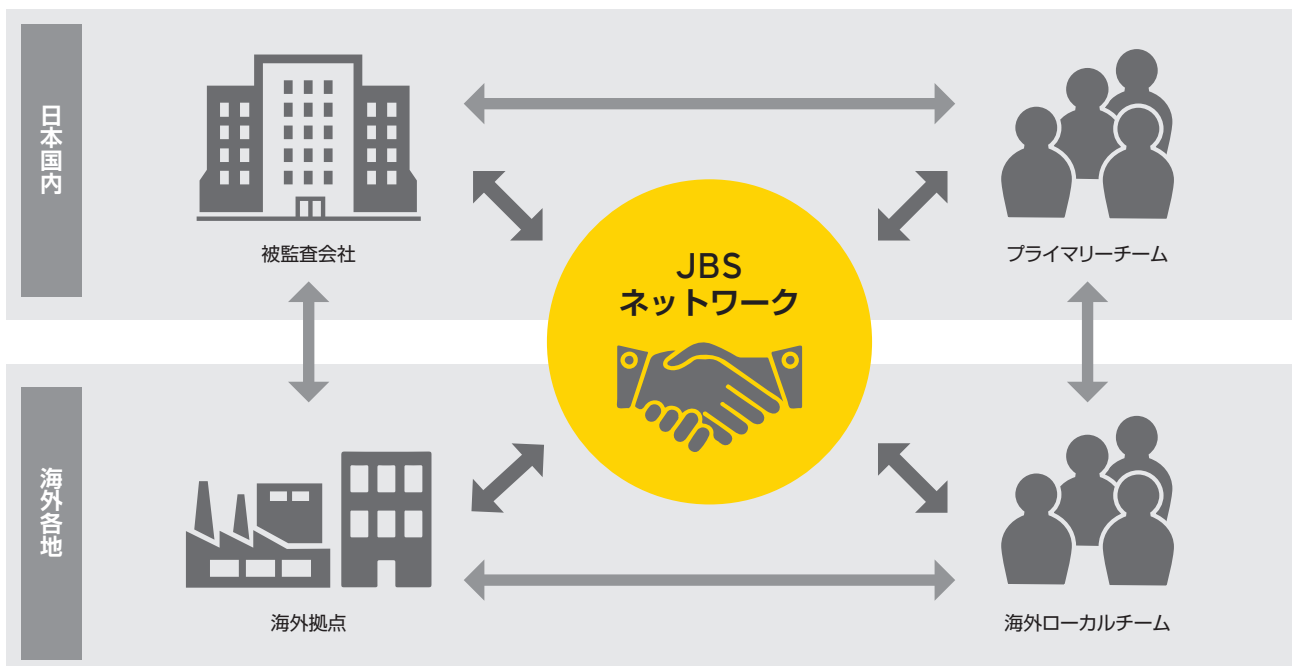 日本国内
被監査会社
プライマリーチーム
JBS
ネットワーク
海外各地
海外拠点
海外ローカルチーム